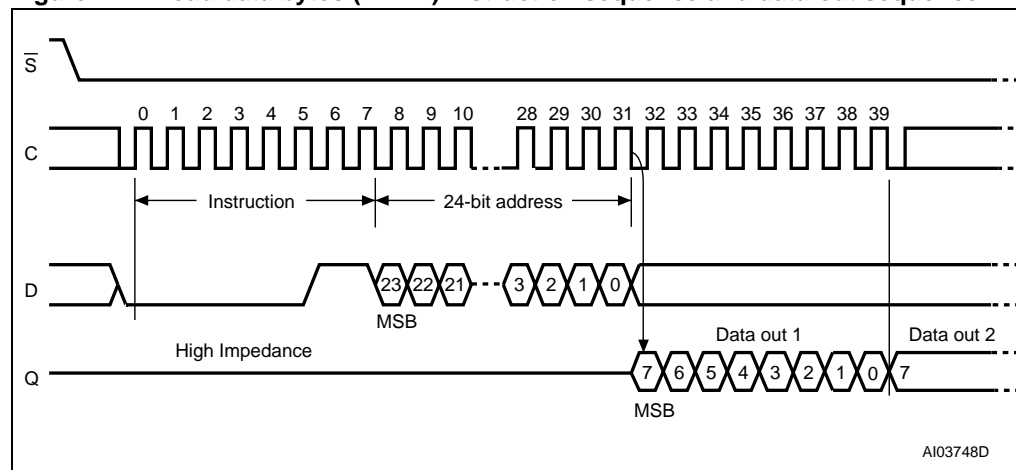 S
0 1 2 3 4 5 6 7 8 9 10 28 29 30 31 32 33 34 35 36 37 38 39
C
Instruction 24-bit address
D 23 22 21 3 2 1 0
MSB
High Impedance Data out 1 Data out 2
Q 7 6 5 4 3 2 1 0 7
MSB
AI03748D